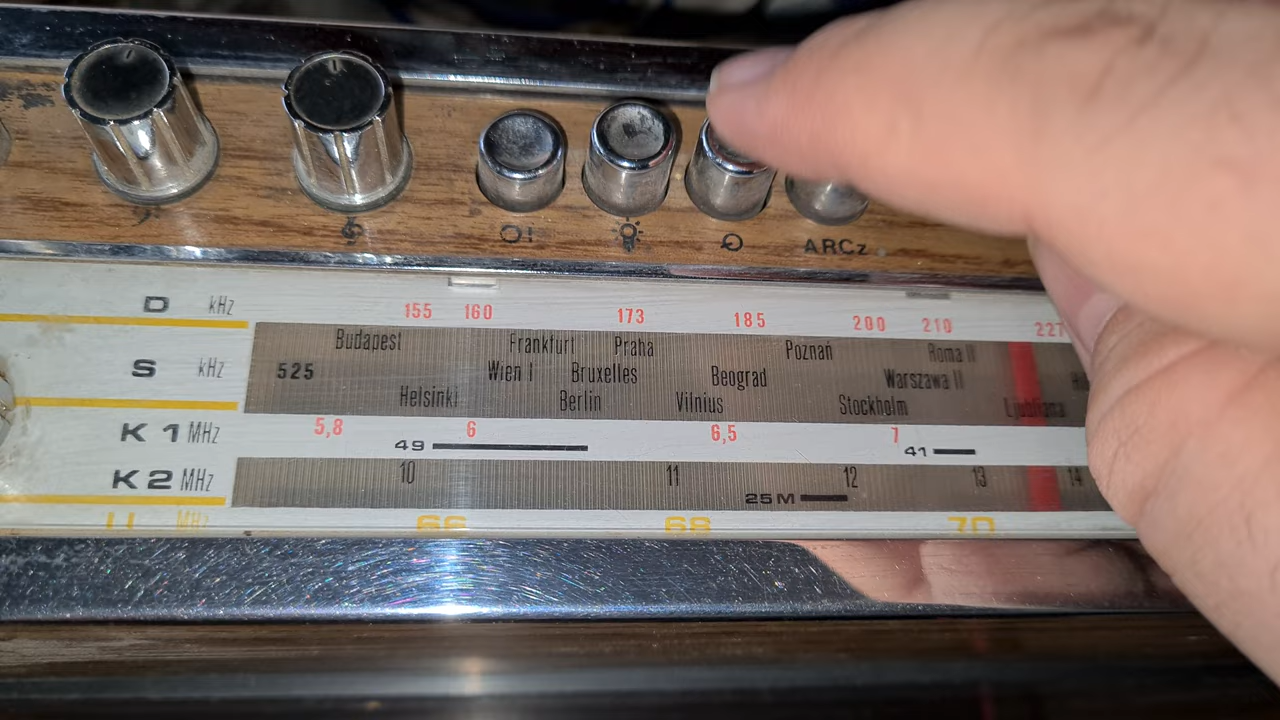 ARCz
D kHz 155 160 173 185 200 210 227
Budapest Frankfurt Praha Poznań Roma II
S kHz 525 Wien I Bruxelles Beograd Warszawa II
Helsinki Berlin Vilnius Stockholm Ljubljana
K 1 MHz 5,8 6 6,5 7
49 41
K 2 MHz 10 11 12 13 14
25 M
U MHz 66 68 70